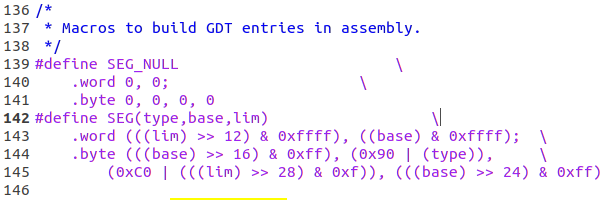 136 /*
137  * Macros to build GDT entries in assembly.
138  */
139 #define SEG_NULL                        \
140     .word 0, 0;                     \
141     .byte 0, 0, 0, 0
142 #define SEG(type,base,lim)                  \
143     .word (((lim) >> 12) & 0xffff), ((base) & 0xffff);  \
144     .byte (((base) >> 16) & 0xff), (0x90 | (type)),     \
145         (0xC0 | (((lim) >> 28) & 0xf)), (((base) >> 24) & 0xff)
146